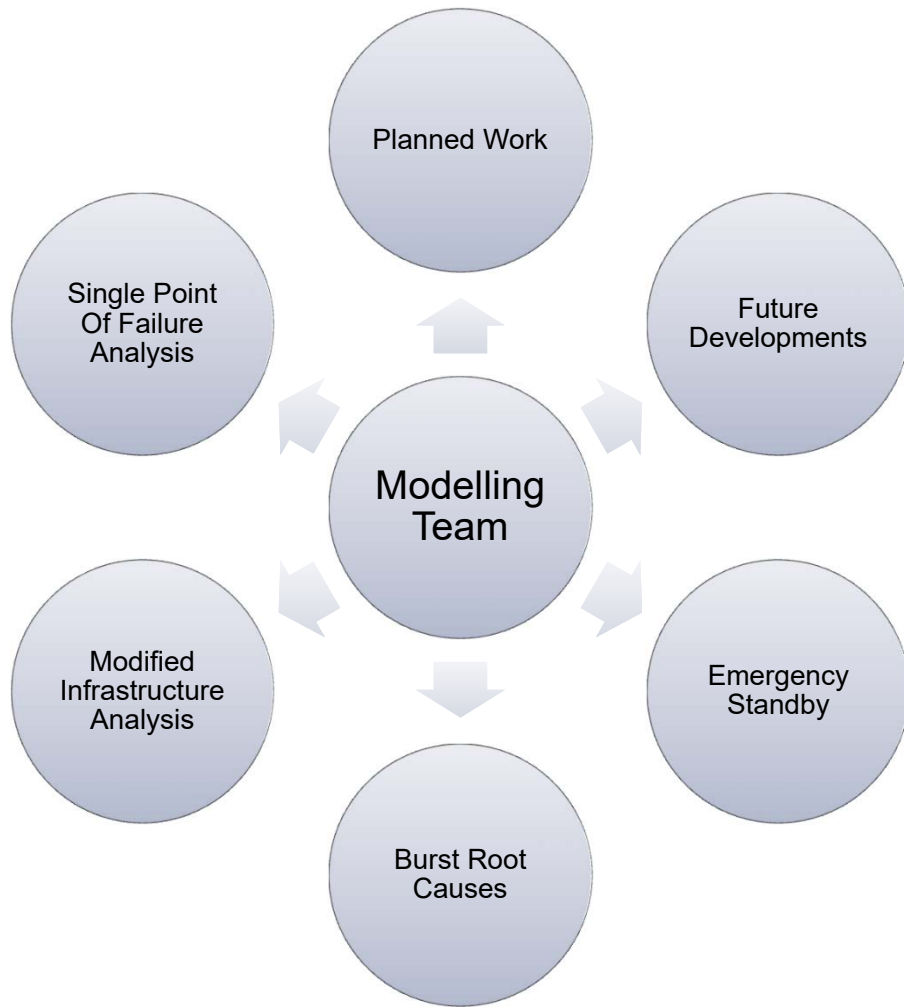 Planned Work
Single Point
Of Failure
Analysis
Future
Developments
Modelling
Team
Modified
Infrastructure
Analysis
Emergency
Standby
Burst Root
Causes